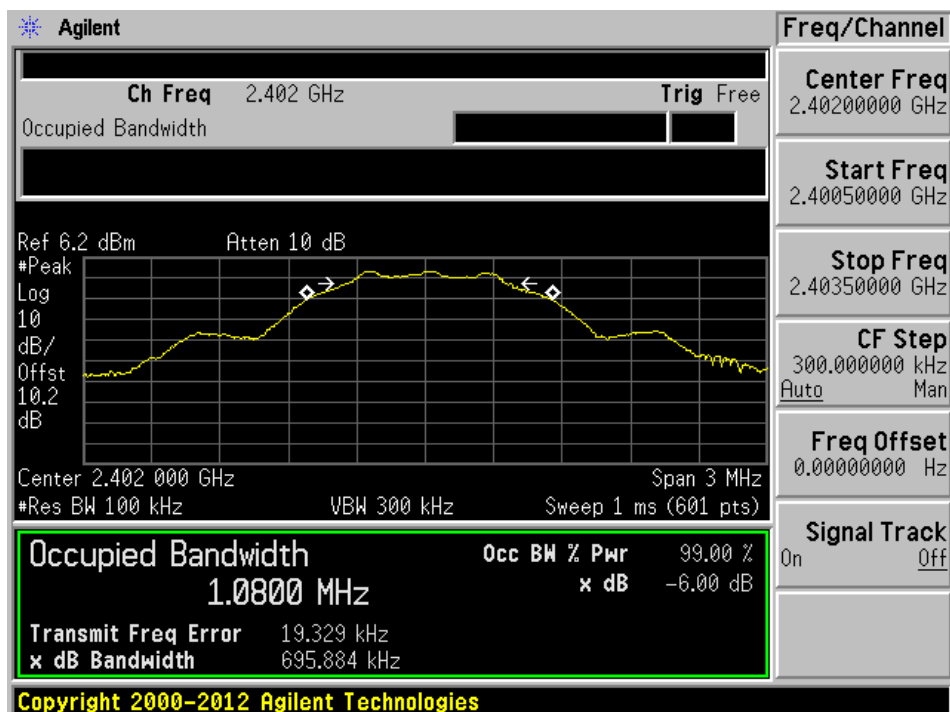 Agilent
Freq/Channel
Ch Freq 2.402 GHz Trig Free
Occupied Bandwidth
Center Freq
2.40200000 GHz
Start Freq
2.40050000 GHz
Stop Freq
2.40350000 GHz
CF Step
300.000000 kHz
Auto Man
Freq Offset
0.00000000 Hz
Signal Track
On Off
Ref 6.2 dBm Atten 10 dB
#Peak
Log
10
dB/
Offst
10.2
dB
Center 2.402 000 GHz Span 3 MHz
#Res BW 100 kHz VBW 300 kHz Sweep 1 ms (601 pts)
Occupied Bandwidth Occ BW % Pwr 99.00 %
1.0800 MHz x dB -6.00 dB
Transmit Freq Error 19.329 kHz
x dB Bandwidth 695.884 kHz
Copyright 2000-2012 Agilent Technologies